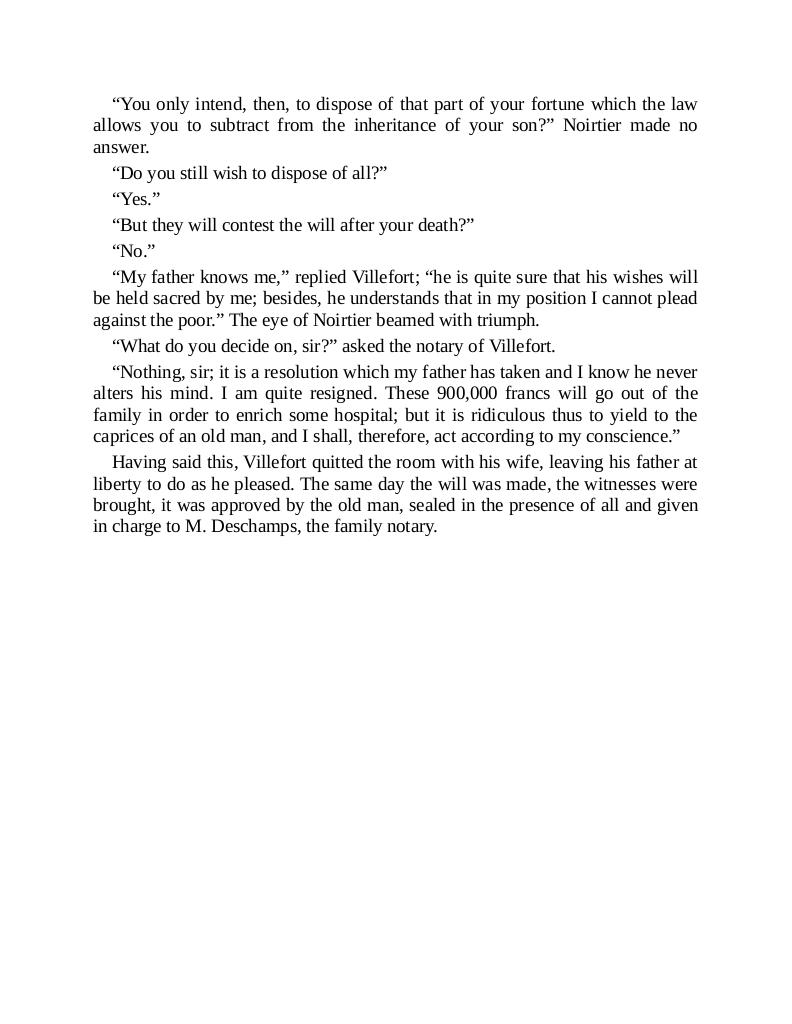 “You only intend, then, to dispose of that part of your fortune which the law
allows you to subtract from the inheritance of your son?” Noirtier made no
answer.
“Do you still wish to dispose of all?”
“Yes.”
“But they will contest the will after your death?”
“No.”
“My father knows me,” replied Villefort; “he is quite sure that his wishes will
be held sacred by me; besides, he understands that in my position I cannot plead
against the poor.” The eye of Noirtier beamed with triumph.
“What do you decide on, sir?” asked the notary of Villefort.
“Nothing, sir; it is a resolution which my father has taken and I know he never
alters his mind. I am quite resigned. These 900,000 francs will go out of the
family in order to enrich some hospital; but it is ridiculous thus to yield to the
caprices of an old man, and I shall, therefore, act according to my conscience.”
Having said this, Villefort quitted the room with his wife, leaving his father at
liberty to do as he pleased. The same day the will was made, the witnesses were
brought, it was approved by the old man, sealed in the presence of all and given
in charge to M. Deschamps, the family notary.